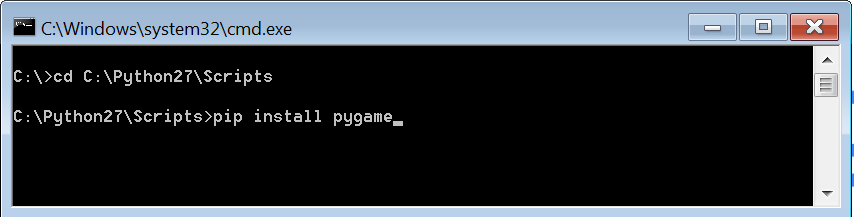 C:\Windows\system32\cmd.exe
C:\>cd C:\Python27\Scripts
C:\Python27\Scripts>pip install pygame_